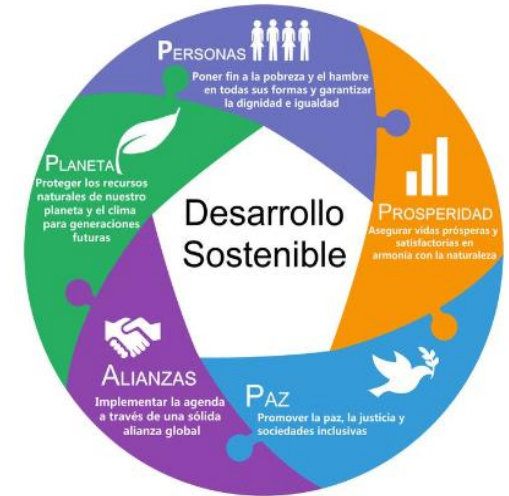 PERSONAS
Poner fin a la pobreza y el hambre
en todas sus formas y garantizar
la dignidad e igualdad
PROSPERIDAD
Asegurar vidas prósperas y
satisfactorias en
armonía con la naturaleza
PAZ
Promover la paz, la justicia y
sociedades inclusivas
ALIANZAS
Implementar la agenda
a través de una sólida
alianza global
PLANETA
Proteger los recursos
naturales de nuestro
planeta y el clima
para generaciones
futuras
Desarrollo
Sostenible